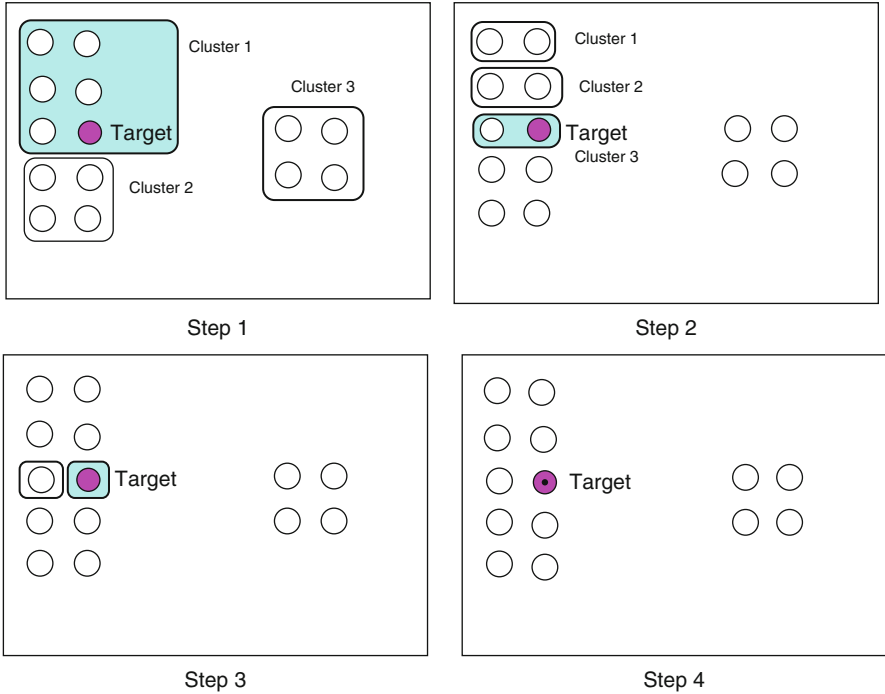 Cluster 1
Cluster 3
Target
Cluster 2
Step 1
Cluster 1
Cluster 2
Target
Cluster 3
Step 2
Target
Step 3
Target
Step 4